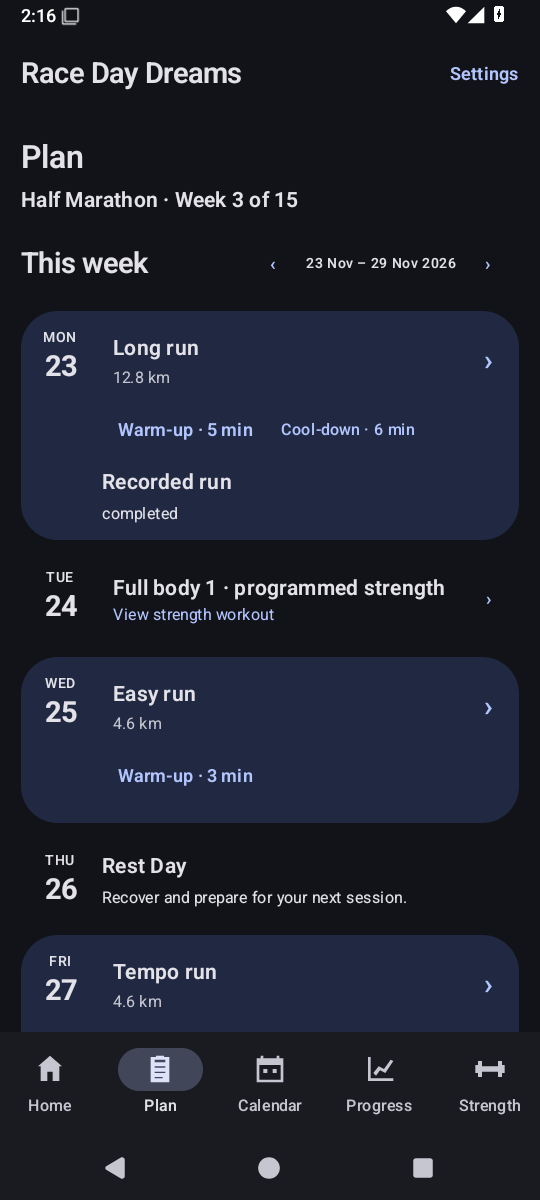 2:16
Race Day Dreams
Settings
Plan
Half Marathon · Week 3 of 15
This week
‹ 23 Nov – 29 Nov 2026 ›
MON
23
Long run
12.8 km
›
Warm-up · 5 min
Cool-down · 6 min
Recorded run
completed
TUE
24
Full body 1 · programmed strength
View strength workout
›
WED
25
Easy run
4.6 km
›
Warm-up · 3 min
THU
26
Rest Day
Recover and prepare for your next session.
FRI
27
Tempo run
4.6 km
›
Home
Plan
Calendar
Progress
Strength